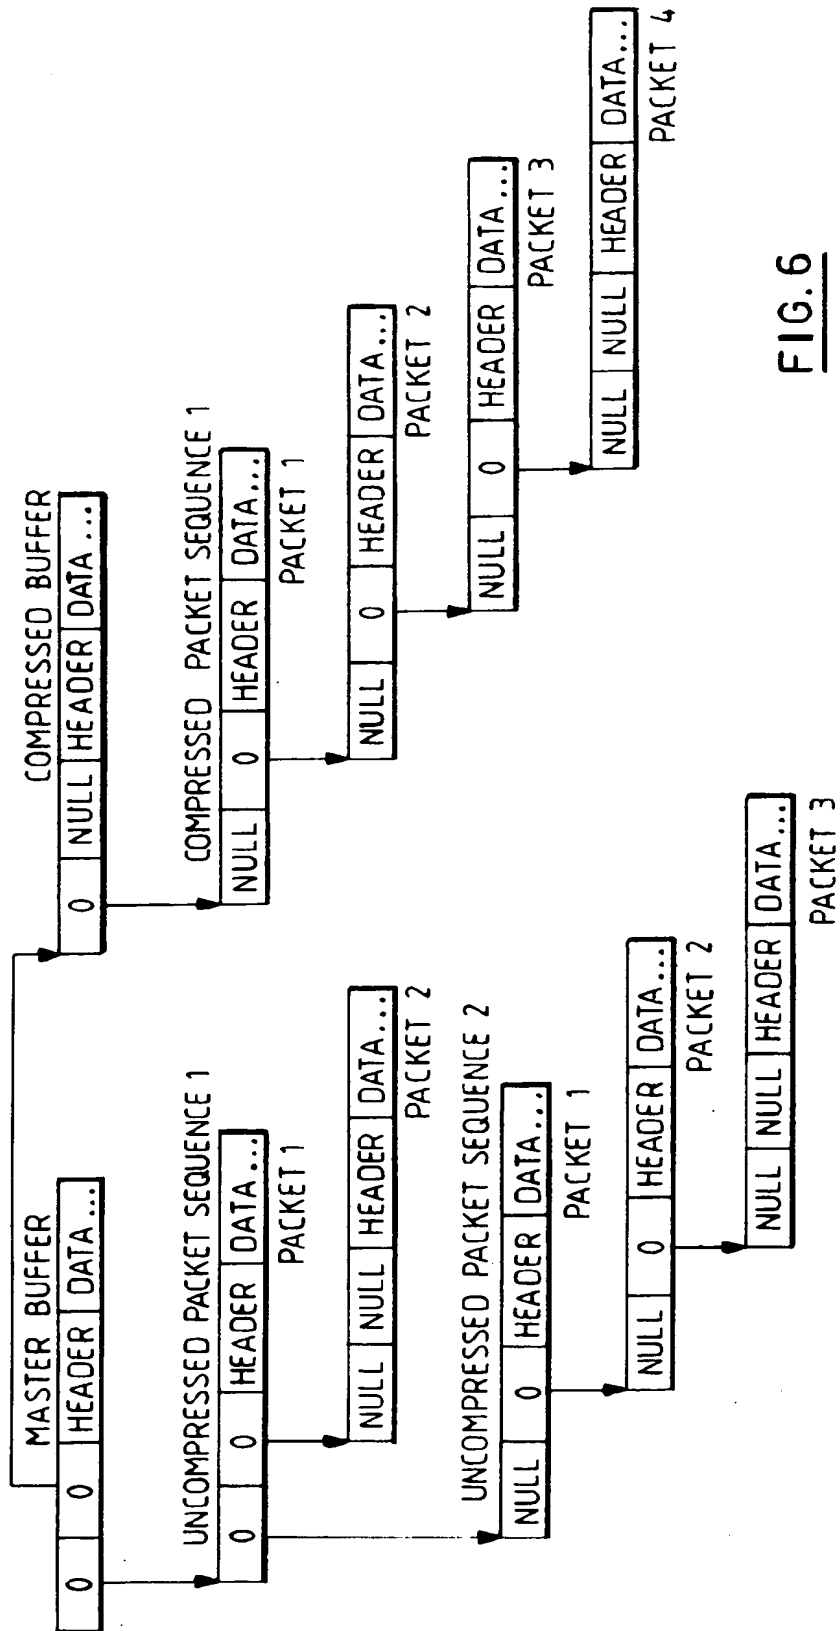 MASTER BUFFER
0 0 HEADER DATA...
UNCOMPRESSED PACKET SEQUENCE 1
0 0 HEADER DATA...
PACKET 1
NULL NULL HEADER DATA...
PACKET 2
UNCOMPRESSED PACKET SEQUENCE 2
NULL 0 HEADER DATA...
PACKET 1
NULL 0 HEADER DATA...
PACKET 2
NULL NULL HEADER DATA...
PACKET 3
COMPRESSED BUFFER
0 NULL HEADER DATA...
COMPRESSED PACKET SEQUENCE 1
NULL 0 HEADER DATA...
PACKET 1
NULL 0 HEADER DATA...
PACKET 2
NULL 0 HEADER DATA...
PACKET 3
NULL NULL HEADER DATA...
PACKET 4
FIG.6